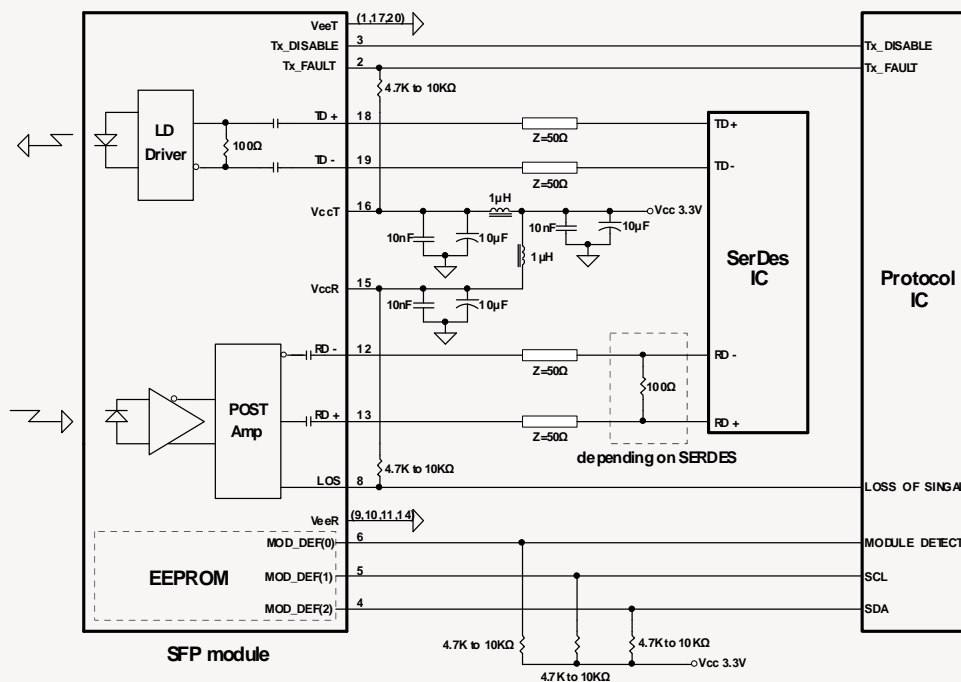 VeeT (1,17,20)
Tx_DISABLE 3 Tx_DISABLE
Tx_FAULT 2 Tx_FAULT
4.7K to 10KΩ
LD
Driver
100Ω
TD+ 18 TD+
Z=50Ω
TD- 19 TD-
Z=50Ω
1μH
VccT 16 Vcc 3.3V
10nF 10μF 10nF 10μF
1μH
SerDes
IC
Protocol
IC
VccR 15
10nF 10μF
RD - 12 RD -
Z=50Ω
100Ω
POST
Amp
RD+ 13 RD+
Z=50Ω
depending on SERDES
4.7K to 10KΩ
LOS 8 LOSS OF SINGAL
VeeR (9,10,11,14)
MOD_DEF(0) 6 MODULE DETECT
EEPROM
MOD_DEF(1) 5 SCL
MOD_DEF(2) 4 SDA
4.7K to 10KΩ 4.7K to 10KΩ
SFP module
Vcc 3.3V
4.7K to 10KΩ